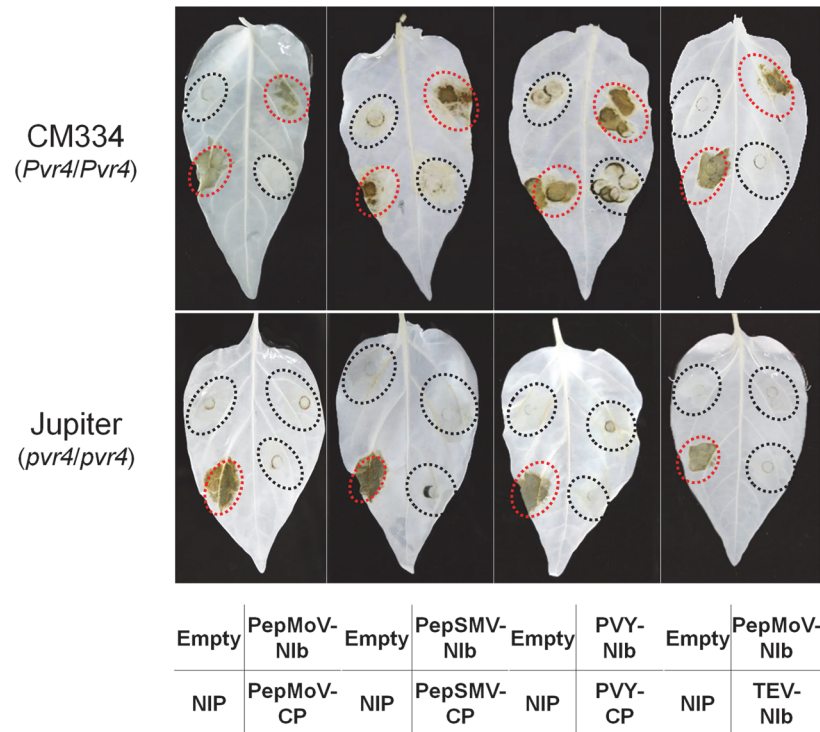 CM334
(Pvr4/Pvr4)
Jupiter
(pvr4/pvr4)
Empty PepMoV-NIb Empty PepSMV-NIb Empty PVY-NIb Empty PepMoV-NIb
NIP PepMoV-CP NIP PepSMV-CP NIP PVY-CP NIP TEV-NIb